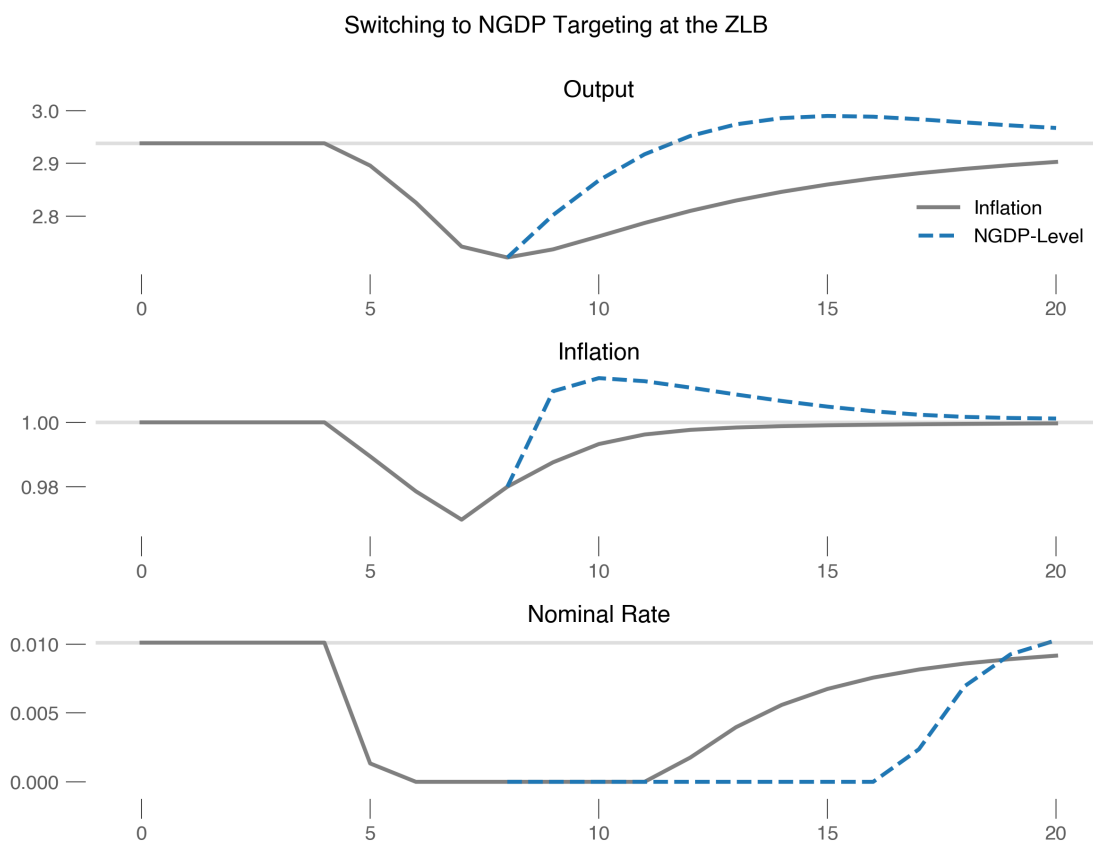 Switching to NGDP Targeting at the ZLB
Output
3.0
2.9
2.8
Inflation
NGDP-Level
0 5 10 15 20
Inflation
1.00
0.98
0 5 10 15 20
Nominal Rate
0.010
0.005
0.000
0 5 10 15 20